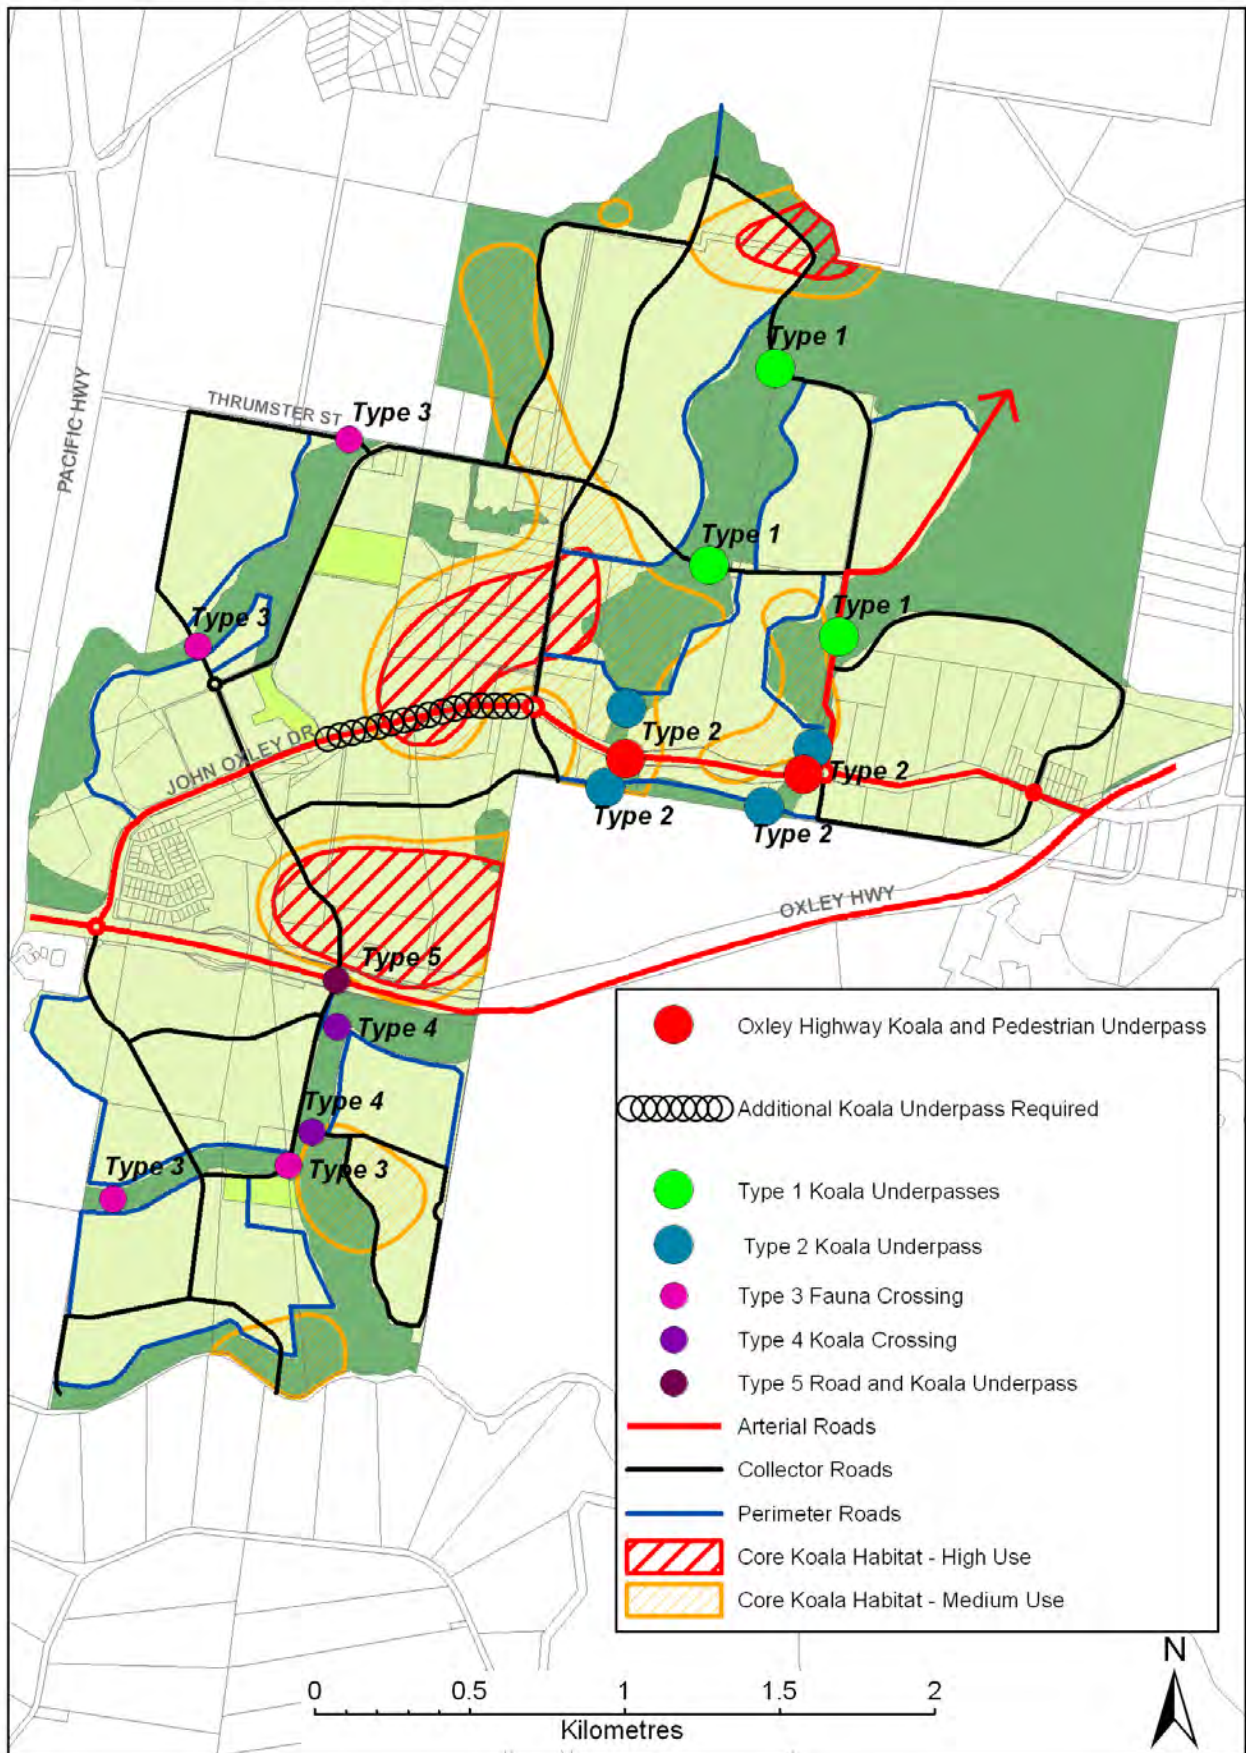 Type 1
PACIFIC HWY
THRUMSTER ST
Type 3
Type 1
Type 1
Type 3
JOHN OXLEY DR
Type 2
Type 2
Type 2
Type 2
OXLEY HWY
Type 5
Type 4
Type 4
Type 3
Type 3
Oxley Highway Koala and Pedestrian Underpass
Additional Koala Underpass Required
Type 1 Koala Underpasses
Type 2 Koala Underpass
Type 3 Fauna Crossing
Type 4 Koala Crossing
Type 5 Road and Koala Underpass
Arterial Roads
Collector Roads
Perimeter Roads
Core Koala Habitat - High Use
Core Koala Habitat - Medium Use
N
0 0.5 1 1.5 2
Kilometres